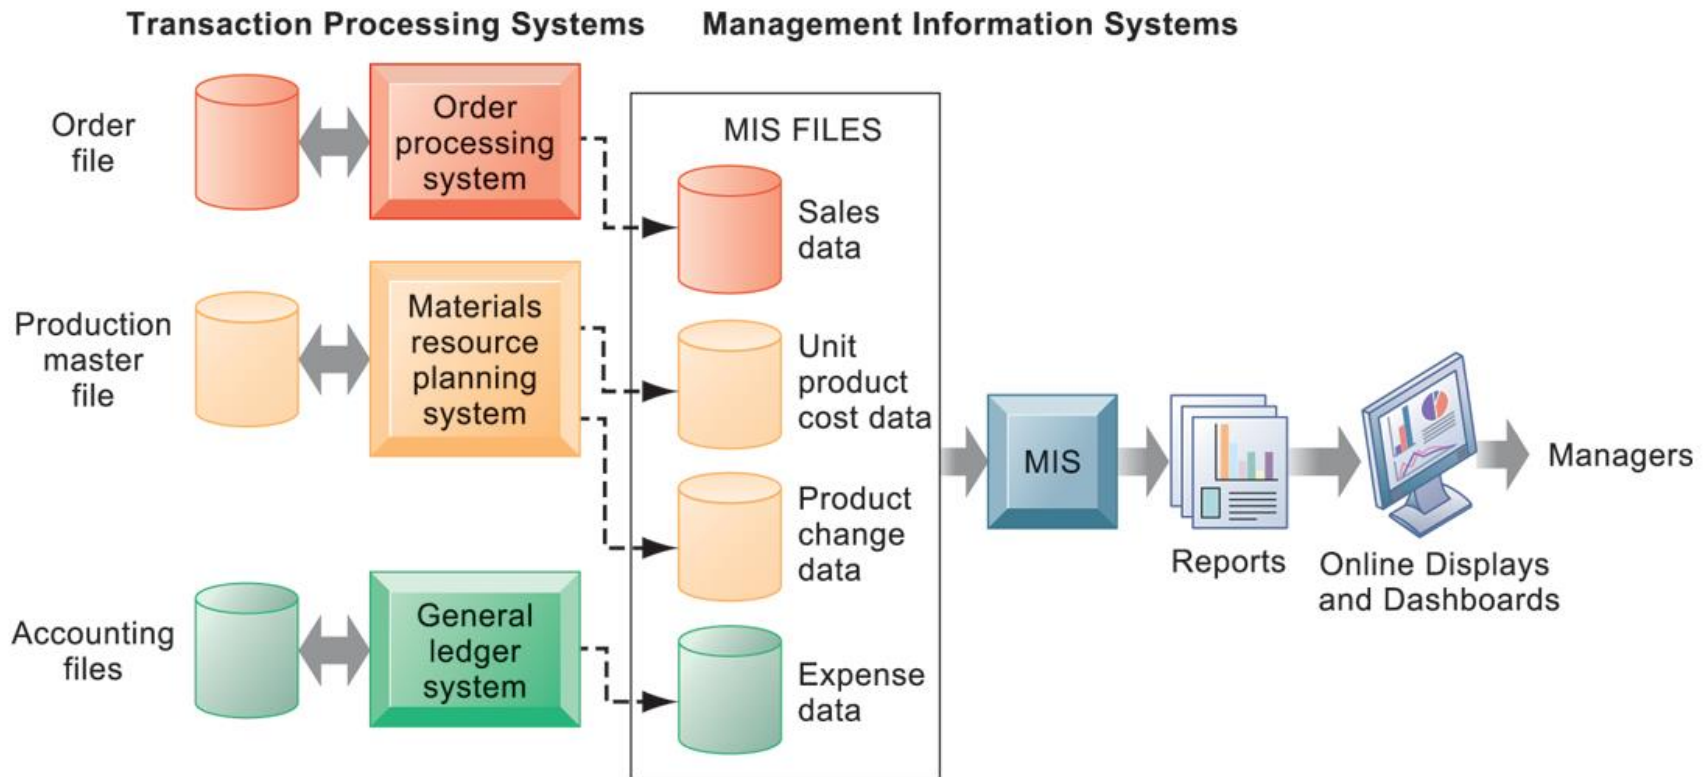 Transaction Processing Systems
Management Information Systems
Order
file
Order
processing
system
MIS FILES
Sales
data
Production
master
file
Materials
resource
planning
system
Unit
product
cost data
Product
change
data
Accounting
files
General
ledger
system
Expense
data
MIS
Reports
Online Displays
and Dashboards
Managers